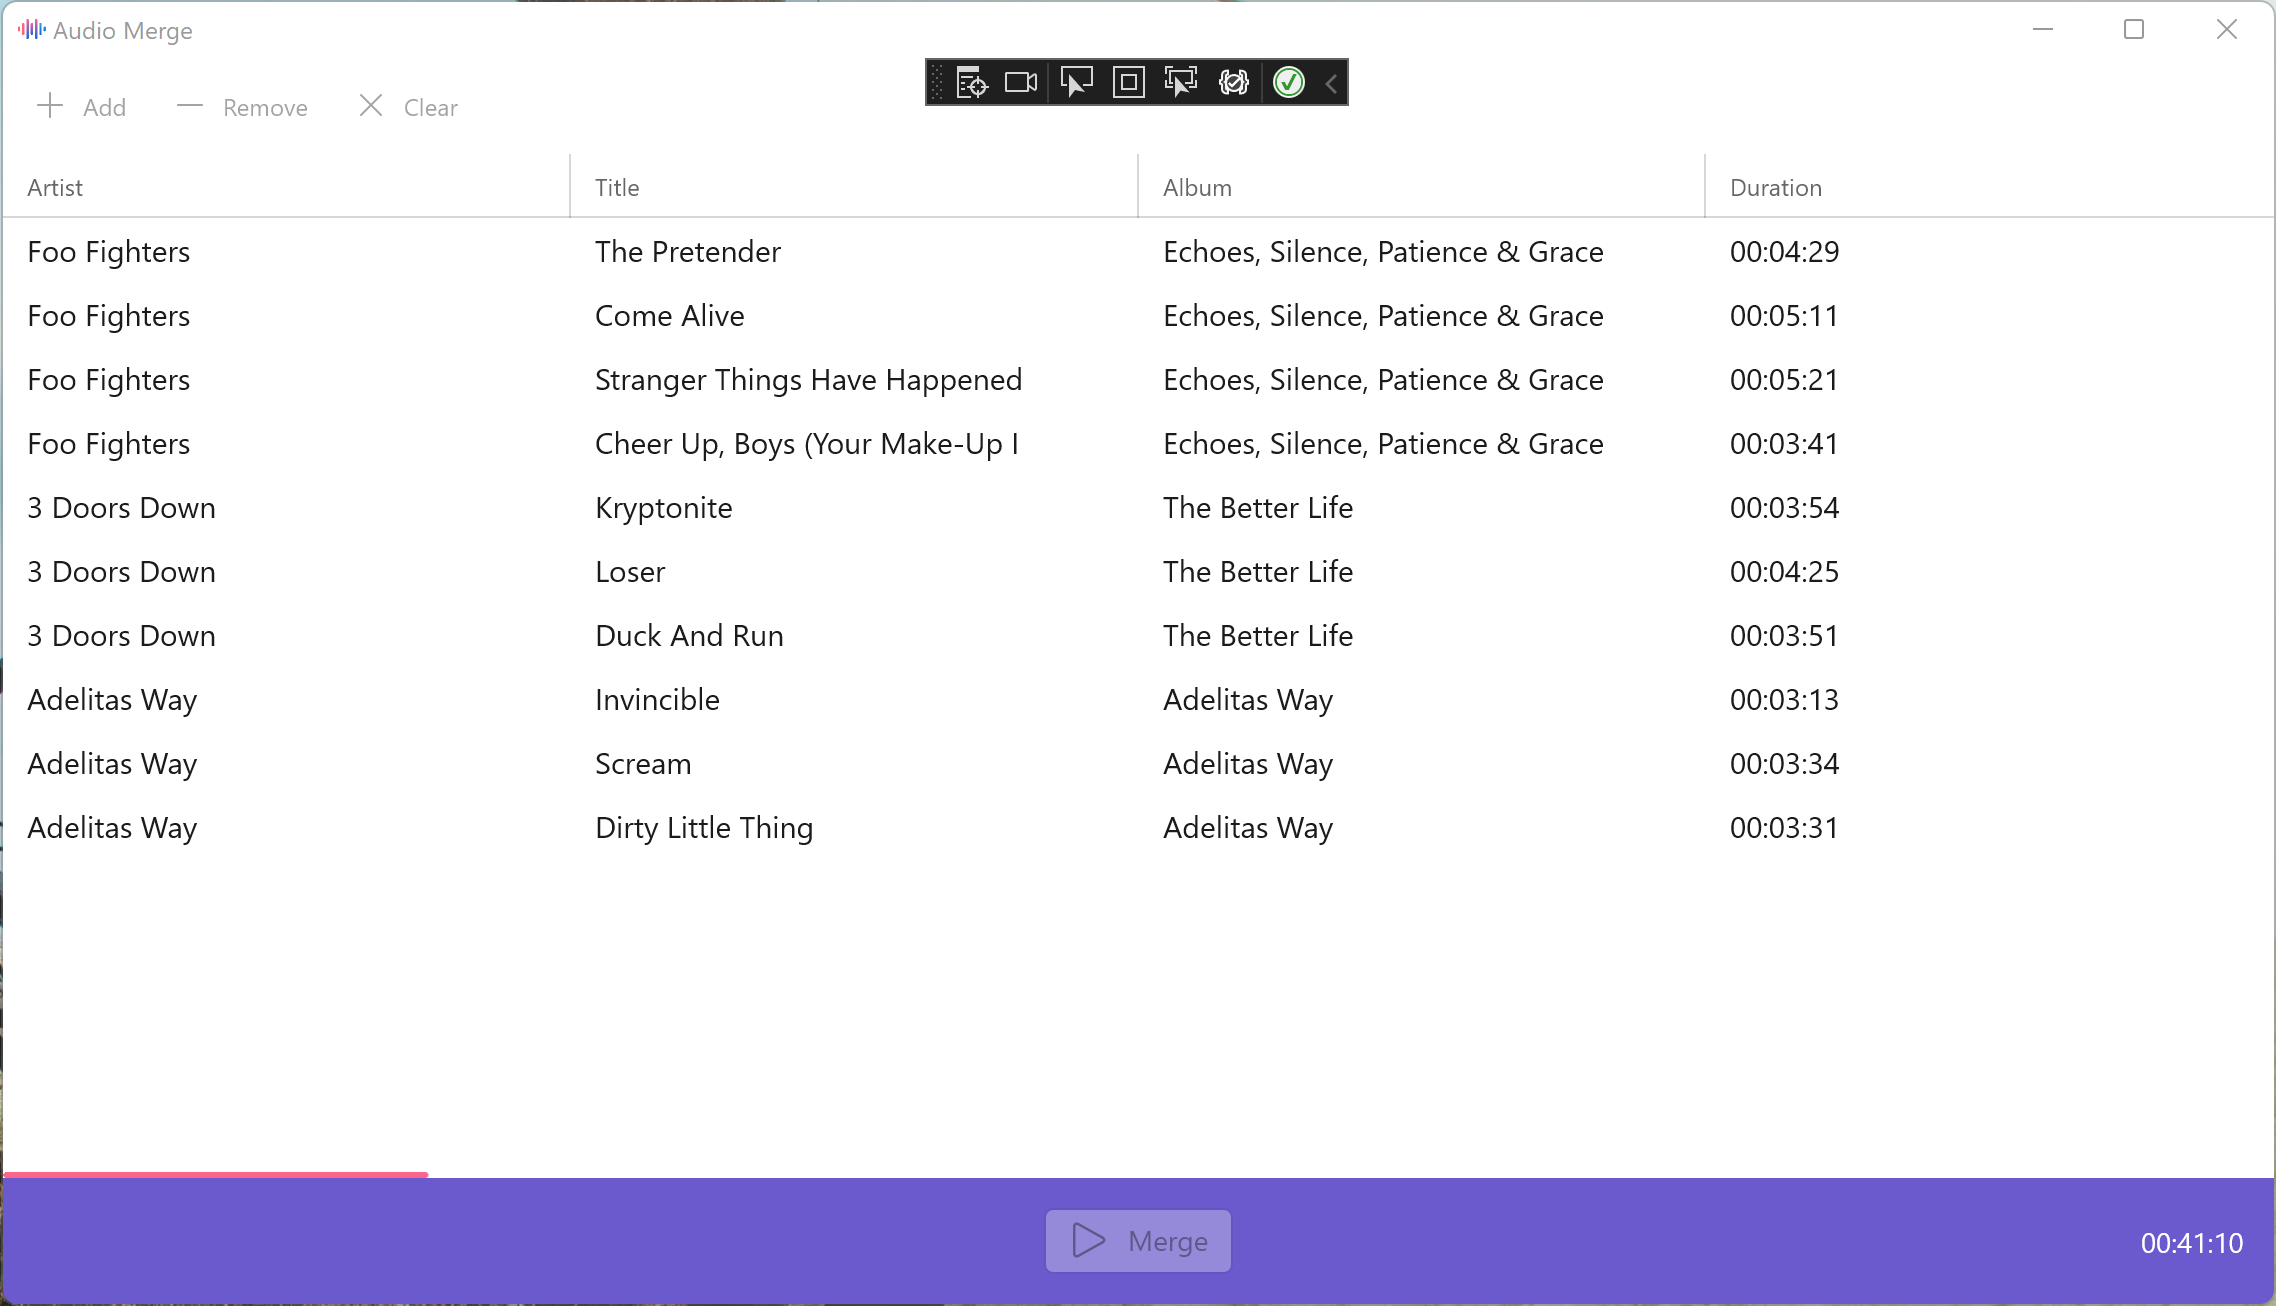 Audio Merge
Add Remove Clear
Artist Title Album Duration
Foo Fighters The Pretender Echoes, Silence, Patience & Grace 00:04:29
Foo Fighters Come Alive Echoes, Silence, Patience & Grace 00:05:11
Foo Fighters Stranger Things Have Happened Echoes, Silence, Patience & Grace 00:05:21
Foo Fighters Cheer Up, Boys (Your Make-Up I Echoes, Silence, Patience & Grace 00:03:41
3 Doors Down Kryptonite The Better Life 00:03:54
3 Doors Down Loser The Better Life 00:04:25
3 Doors Down Duck And Run The Better Life 00:03:51
Adelitas Way Invincible Adelitas Way 00:03:13
Adelitas Way Scream Adelitas Way 00:03:34
Adelitas Way Dirty Little Thing Adelitas Way 00:03:31
Merge 00:41:10